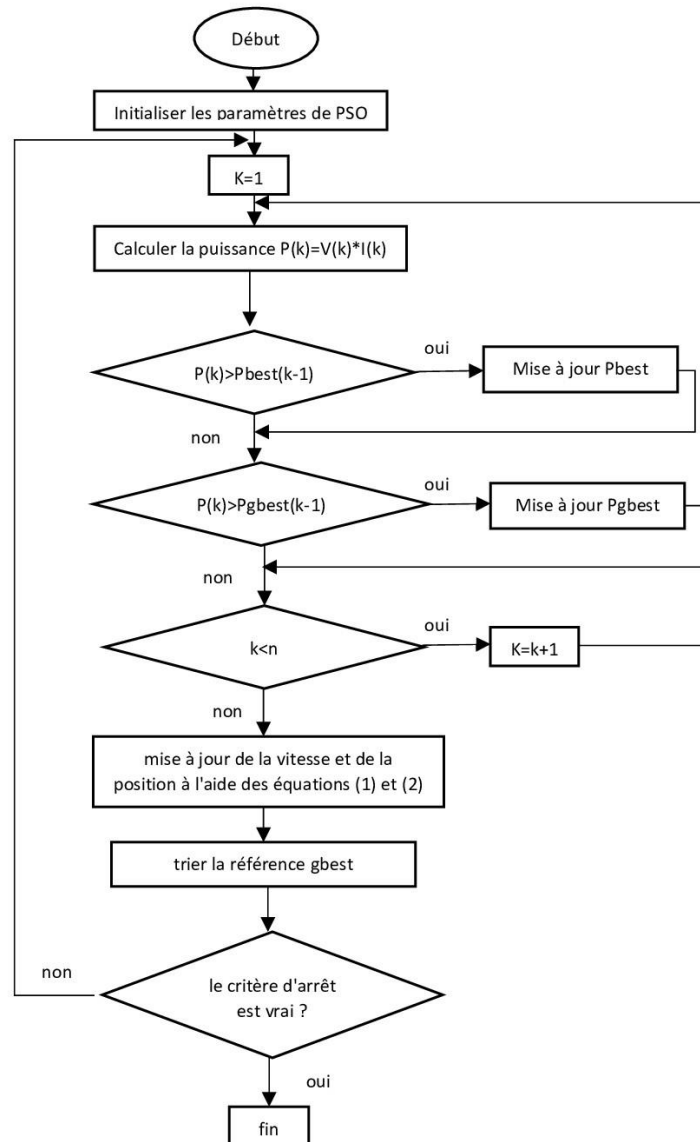 Début
Initialiser les paramètres de PSO
K=1
Calculer la puissance P(k)=V(k)*I(k)
P(k)>Pbest(k-1)
oui
Mise à jour Pbest
non
P(k)>Pgbest(k-1)
oui
Mise à jour Pgbest
non
k<n
oui
K=k+1
non
mise à jour de la vitesse et de la
position à l'aide des équations (1) et (2)
trier la référence gbest
non
le critère d'arrêt
est vrai ?
oui
fin